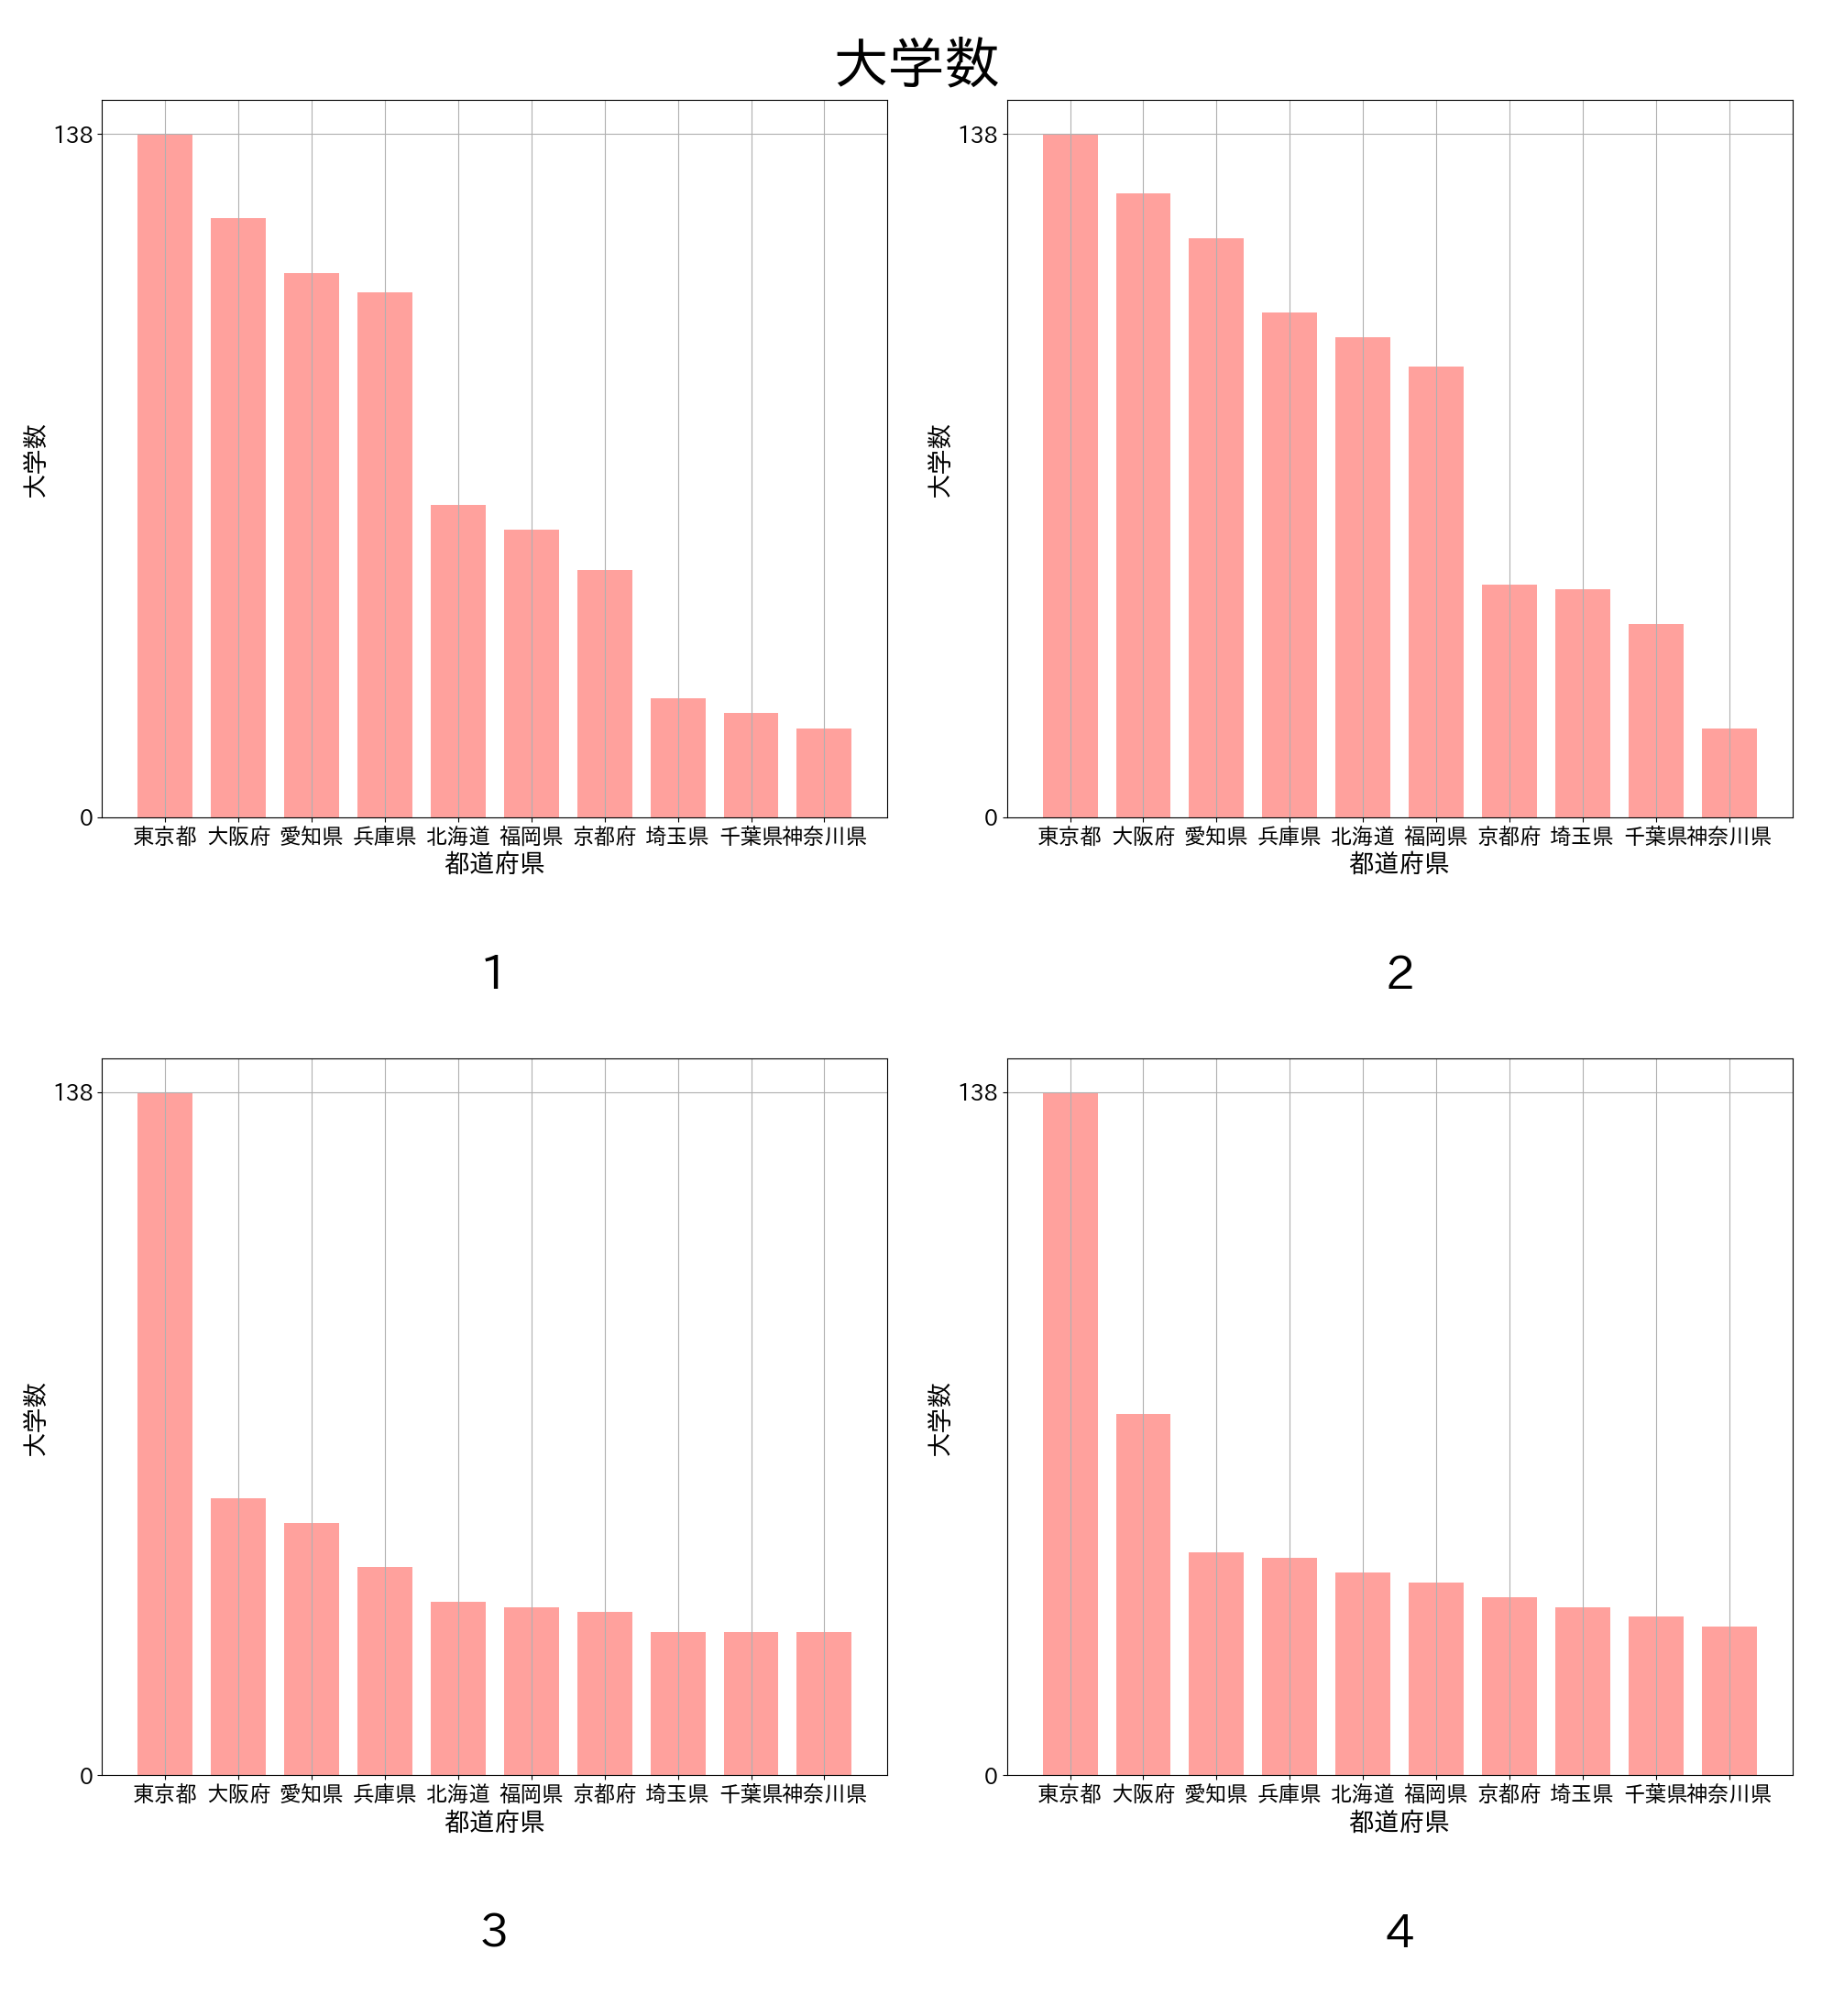 大学数
138
0
大学数
東京都 大阪府 愛知県 兵庫県 北海道 福岡県 京都府 埼玉県 千葉県 神奈川県
都道府県
1
138
0
大学数
東京都 大阪府 愛知県 兵庫県 北海道 福岡県 京都府 埼玉県 千葉県 神奈川県
都道府県
2
138
0
大学数
東京都 大阪府 愛知県 兵庫県 北海道 福岡県 京都府 埼玉県 千葉県 神奈川県
都道府県
3
138
0
大学数
東京都 大阪府 愛知県 兵庫県 北海道 福岡県 京都府 埼玉県 千葉県 神奈川県
都道府県
4